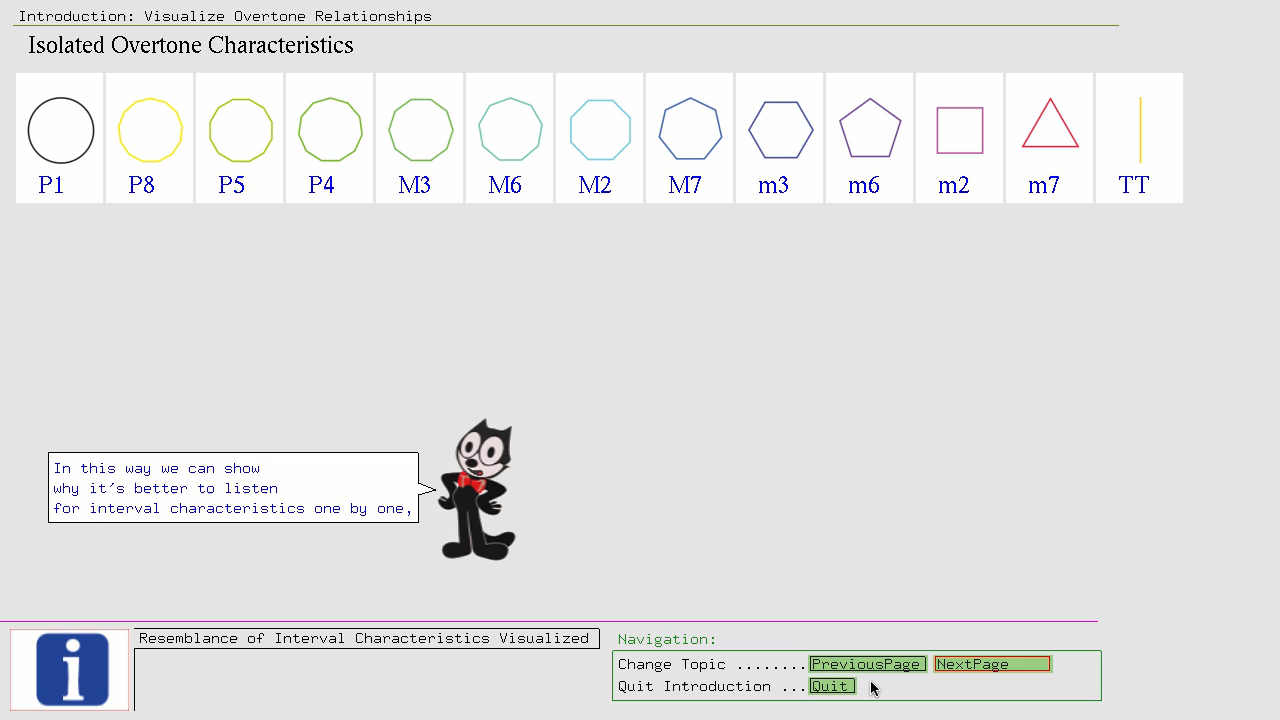 Introduction: Visualize Overtone Relationships
Isolated Overtone Characteristics
P1 P8 P5 P4 M3 M6 M2 M7 m3 m6 m2 m7 TT
In this way we can show
why it's better to listen
for interval characteristics one by one,
Resemblance of Interval Characteristics Visualized
Navigation:
Change Topic ........PreviousPage NextPage
Quit Introduction ...Quit